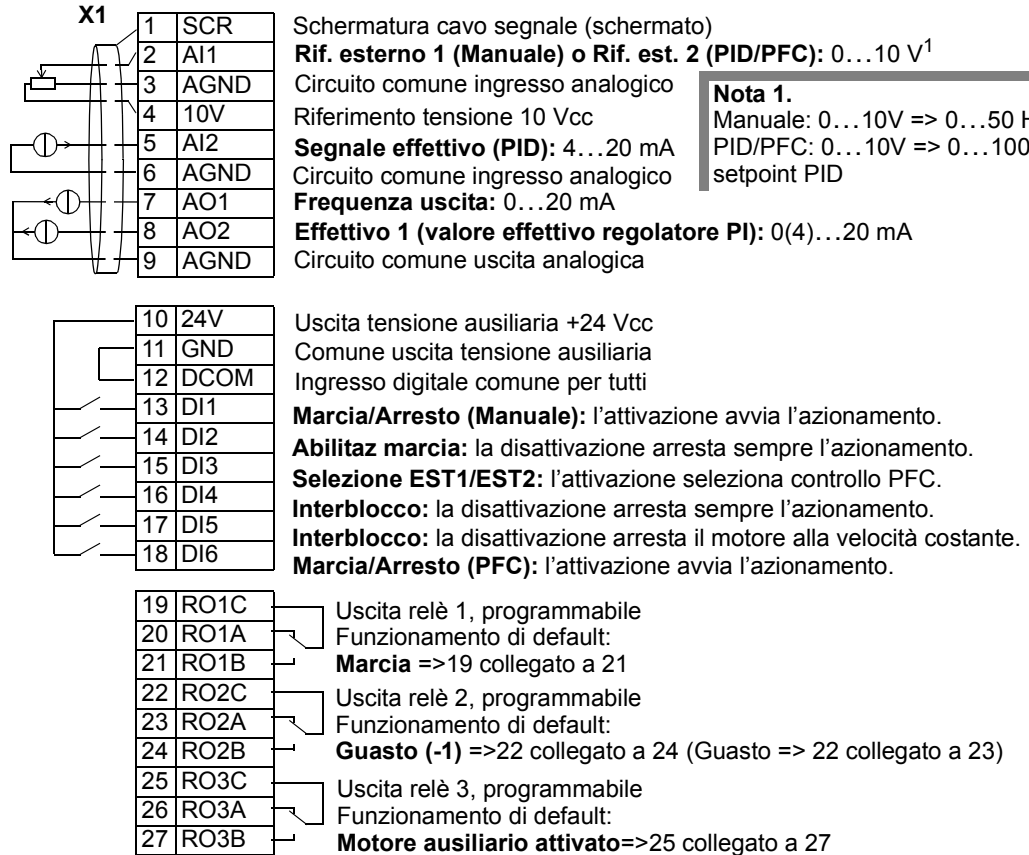 X1
1 SCR Schermatura cavo segnale (schermato)
2 AI1 Rif. esterno 1 (Manuale) o Rif. est. 2 (PID/PFC): 0…10 V1
3 AGND Circuito comune ingresso analogico
4 10V Riferimento tensione 10 Vcc
5 AI2 Segnale effettivo (PID): 4…20 mA
6 AGND Circuito comune ingresso analogico
7 AO1 Frequenza uscita: 0…20 mA
8 AO2 Effettivo 1 (valore effettivo regolatore PI): 0(4)…20 mA
9 AGND Circuito comune uscita analogica
Nota 1.
Manuale: 0…10V => 0…50
PID/PFC: 0…10V => 0…100
setpoint PID
10 24V Uscita tensione ausiliaria +24 Vcc
11 GND Comune uscita tensione ausiliaria
12 DCOM Ingresso digitale comune per tutti
13 DI1 Marcia/Arresto (Manuale): l’attivazione avvia l’azionamento.
14 DI2 Abilitaz marcia: la disattivazione arresta sempre l’azionamento.
15 DI3 Selezione EST1/EST2: l’attivazione seleziona controllo PFC.
16 DI4 Interblocco: la disattivazione arresta sempre l’azionamento.
17 DI5 Interblocco: la disattivazione arresta il motore alla velocità costante.
18 DI6 Marcia/Arresto (PFC): l’attivazione avvia l’azionamento.
19 RO1C Uscita relè 1, programmabile
20 RO1A Funzionamento di default:
21 RO1B Marcia =>19 collegato a 21
22 RO2C Uscita relè 2, programmabile
23 RO2A Funzionamento di default:
24 RO2B Guasto (-1) =>22 collegato a 24 (Guasto => 22 collegato a 23)
25 RO3C Uscita relè 3, programmabile
26 RO3A Funzionamento di default:
27 RO3B Motore ausiliario attivato=>25 collegato a 27